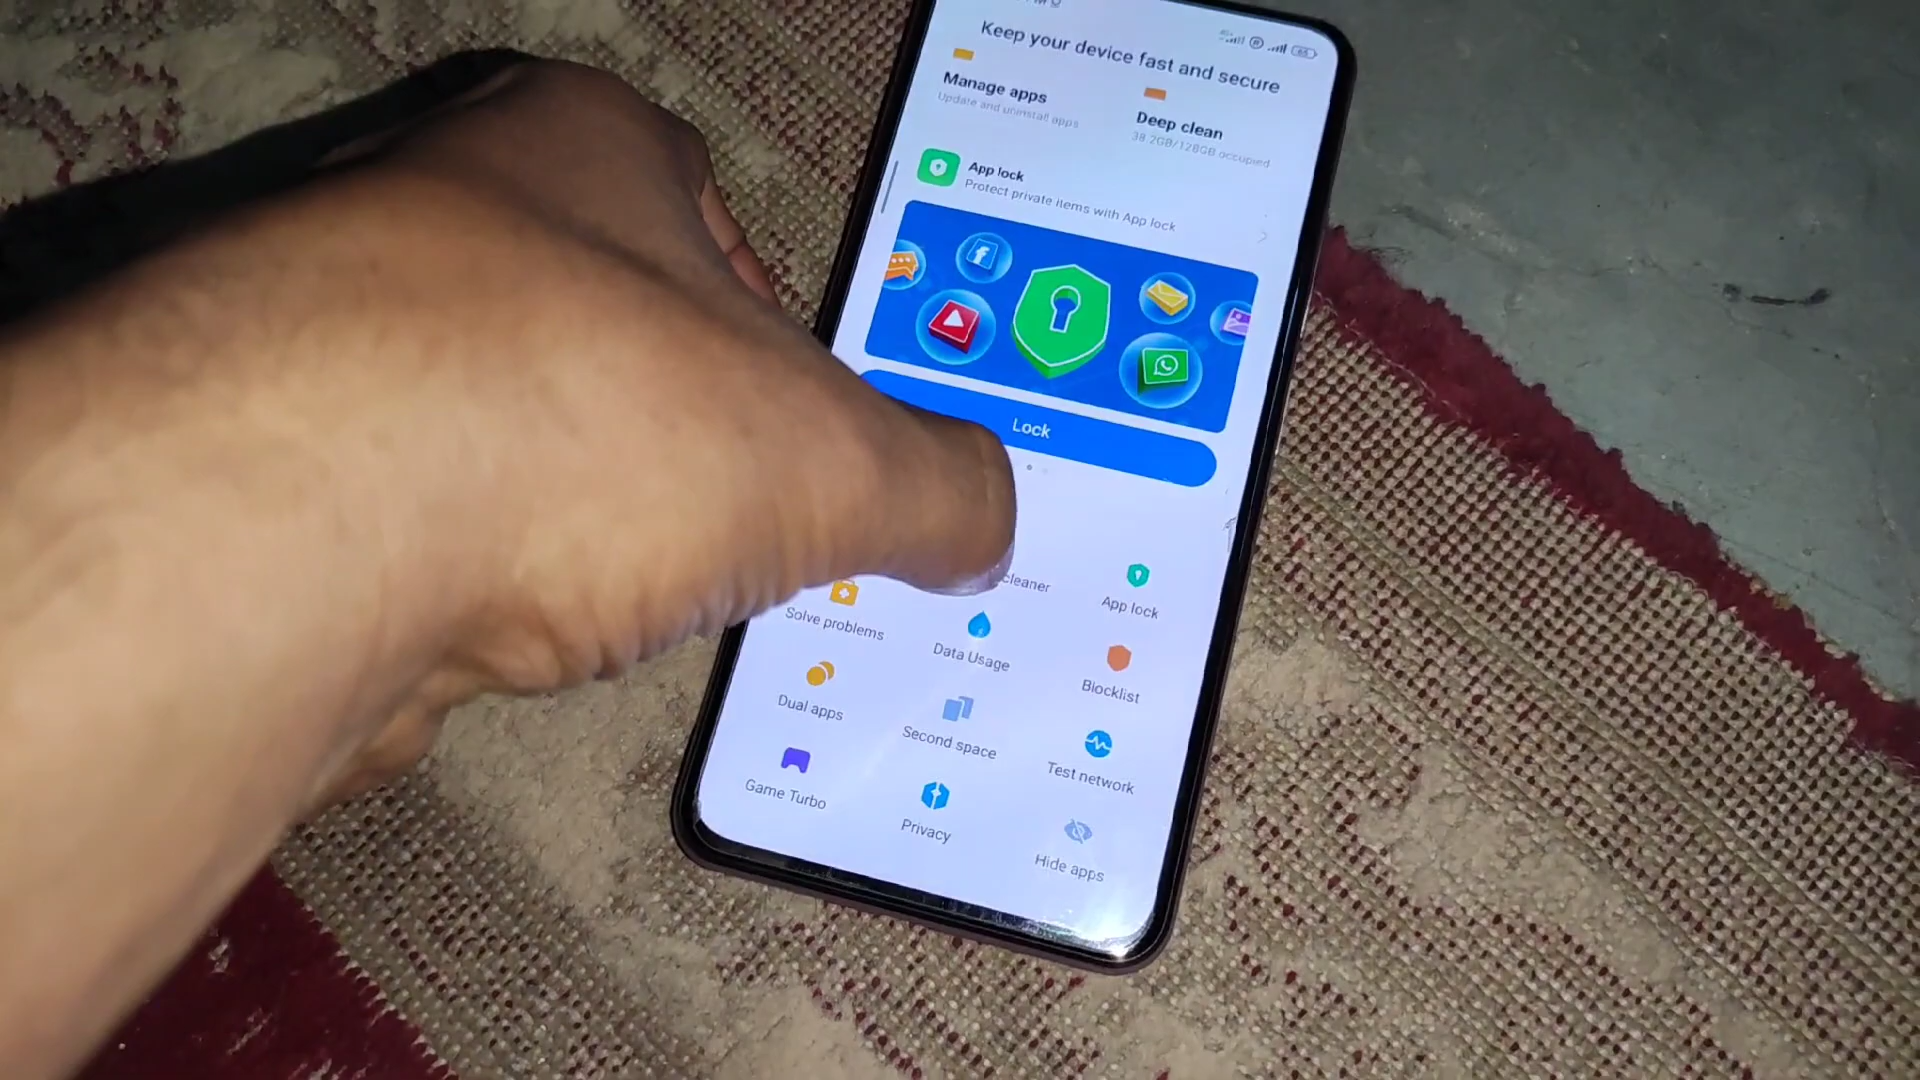 Keep your device fast and secure
Manage apps
Update and uninstall apps
Deep clean
38.2GB/128GB occupied
App lock
Protect private items with App lock
Lock
cleaner
App lock
Solve problems
Data Usage
Blocklist
Dual apps
Second space
Test network
Game Turbo
Privacy
Hide apps